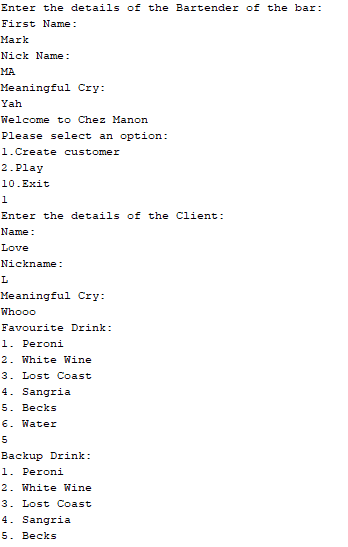 Enter the details of the Bartender of the bar:
First Name:
Mark
Nick Name:
MA
Meaningful Cry:
Yah
Welcome to Chez Manon
Please select an option:
1.Create customer
2.Play
10.Exit
1
Enter the details of the Client:
Name:
Love
Nickname:
L
Meaningful Cry:
Whooo
Favourite Drink:
1. Peroni
2. White Wine
3. Lost Coast
4. Sangria
5. Becks
6. Water
5
Backup Drink:
1. Peroni
2. White Wine
3. Lost Coast
4. Sangria
5. Becks